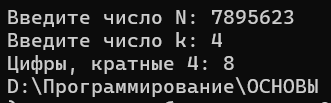 Введите число N: 7895623
Введите число k: 4
Цифры, кратные 4: 8
D:\Программирование\ОСНОВЫ